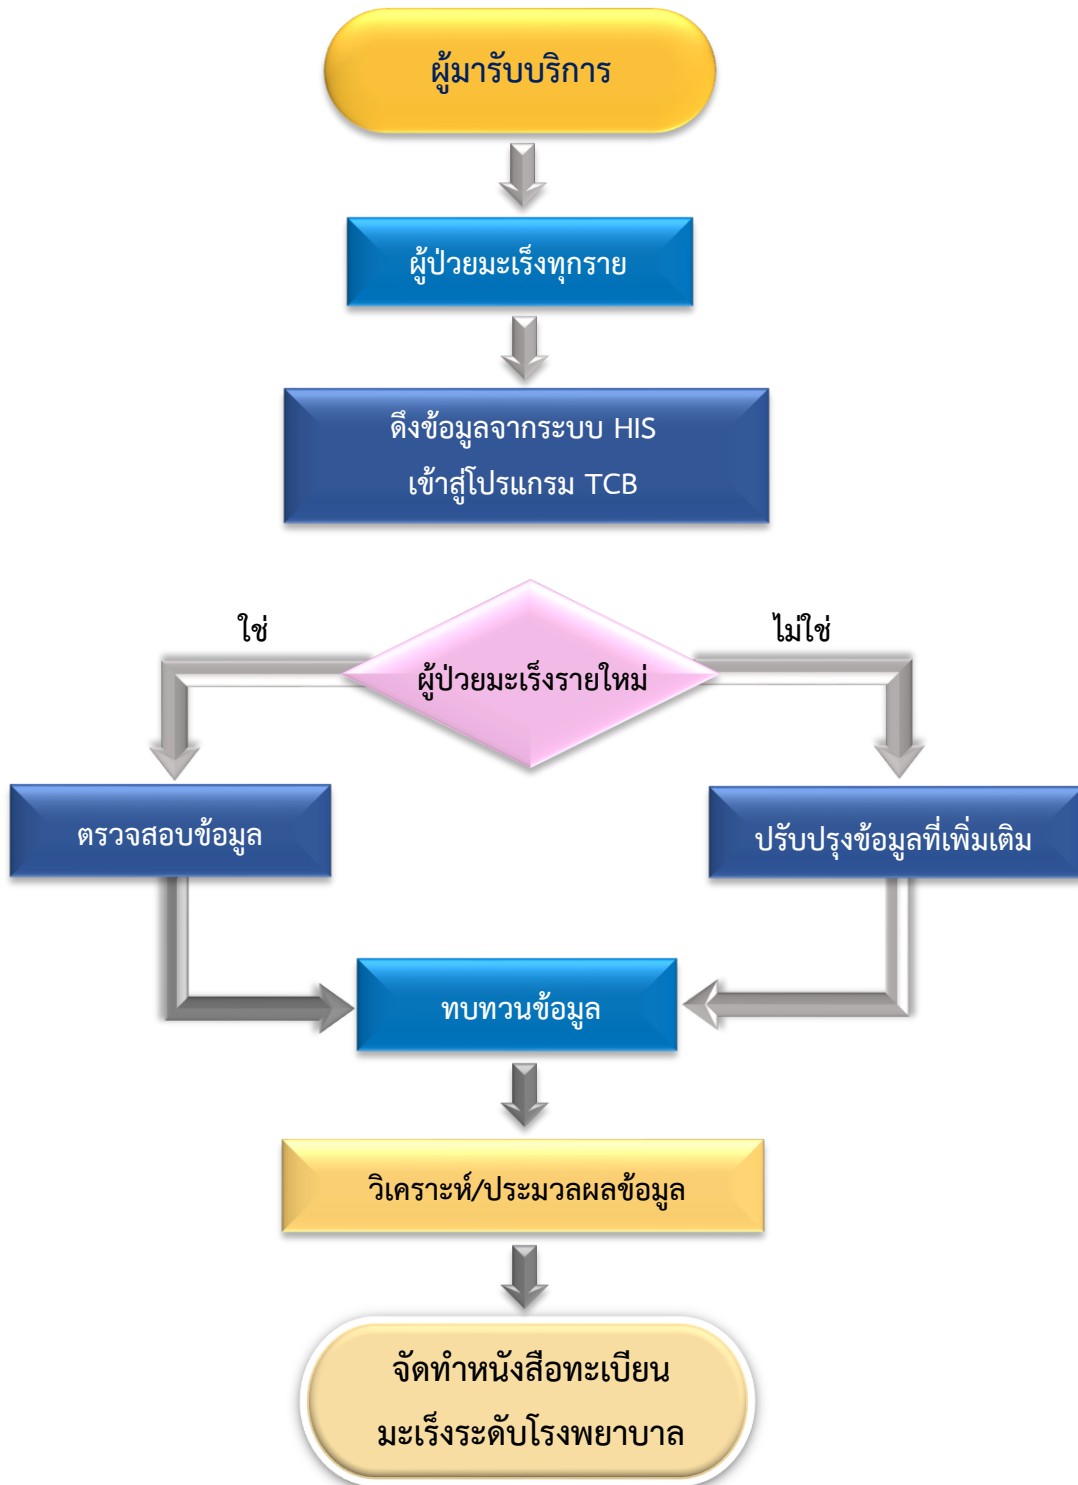 ผู้มารับบริการ
ผู้ป่วยมะเร็งทุกราย
ดึงข้อมูลจากระบบ HIS
เข้าสู่โปรแกรม TCB
ใช่
ไม่ใช่
ผู้ป่วยมะเร็งรายใหม่
ตรวจสอบข้อมูล
ปรับปรุงข้อมูลที่เพิ่มเติม
ทบทวนข้อมูล
วิเคราะห์/ประมวลผลข้อมูล
จัดทำหนังสือทะเบียน
มะเร็งระดับโรงพยาบาล